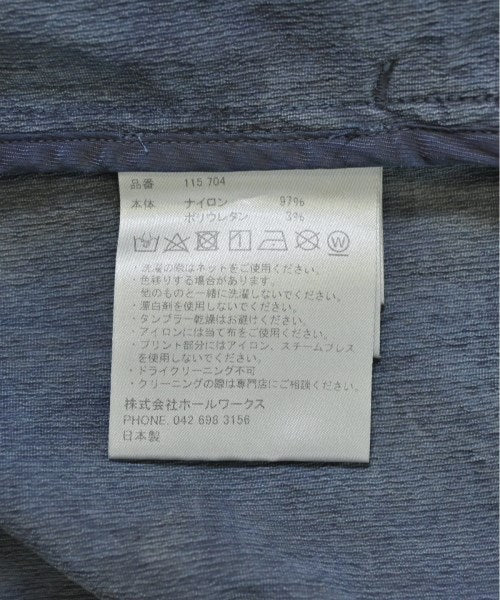 品番 115 704
本体 ナイロン 97%
ポリウレタン 3%
・洗濯の際はネットをご使用ください。
・色移りする場合があります。
他のものと一緒に洗濯しないでください。
・漂白剤を使用しないでください。
・タンブラー乾燥はお避けください。
・アイロンには当て布をご使用ください。
・プリント部分にはアイロン、スチームプレス
を使用しないでください。
・ドライクリーニング不可
・クリーニングの際は専門店にご相談ください。
株式会社ホールワークス
PHONE. 042 698 3156
日本製